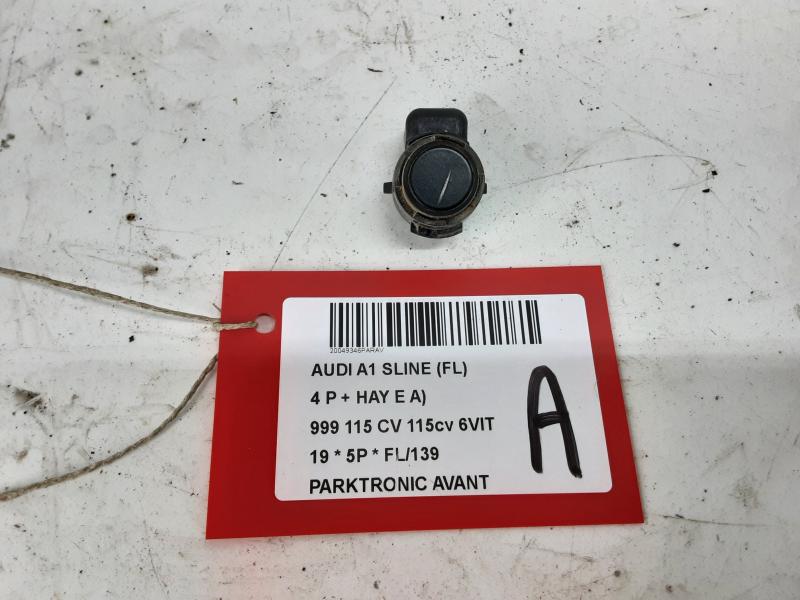 20049346PARAV
AUDI A1 SLINE (FL)
4 P + HAY E A)
999 115 CV 115cv 6VIT
19 * 5P * FL/139
PARKTRONIC AVANT
A